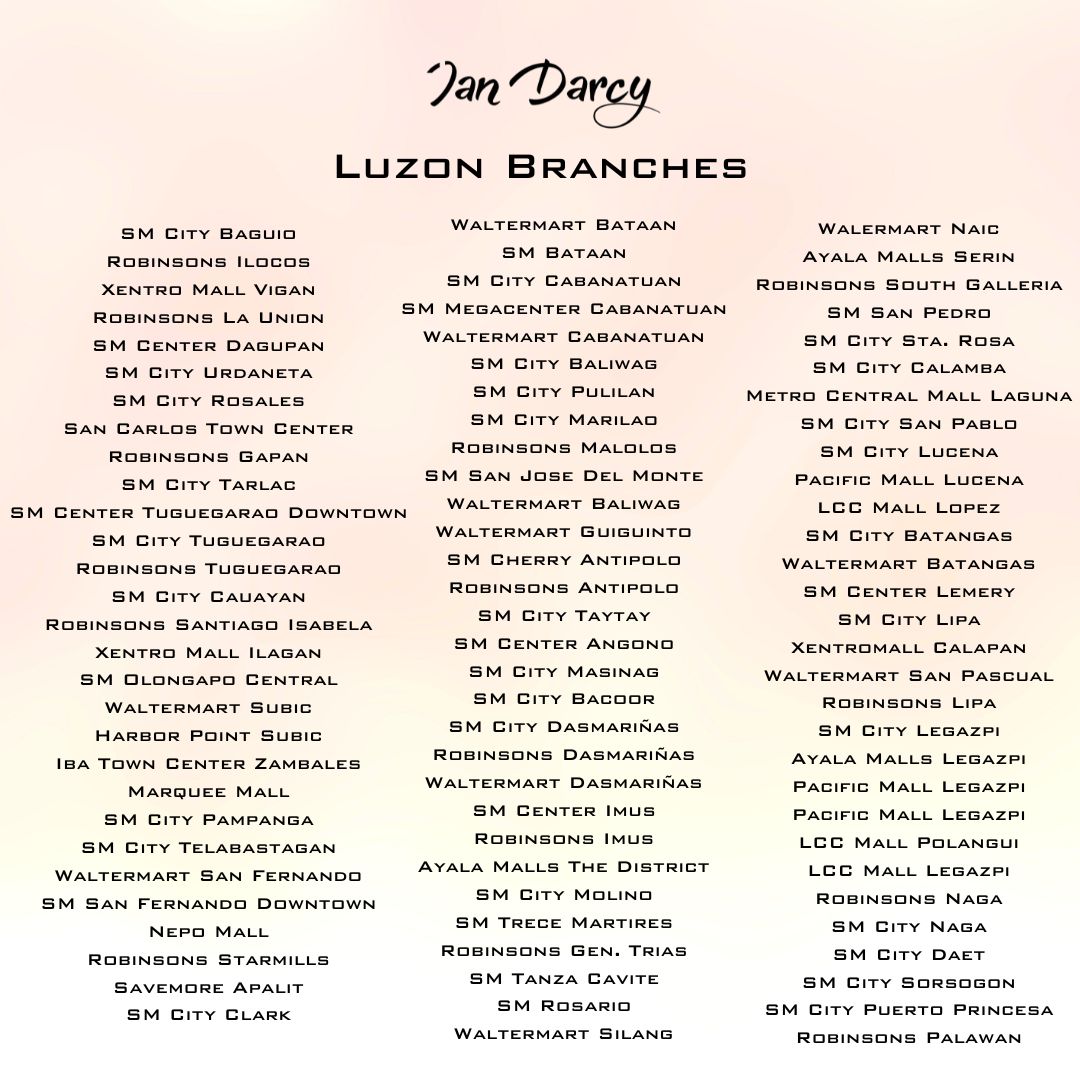 Ian Darcy
Luzon Branches
SM City Baguio
Robinsons Ilocos
Xentro Mall Vigan
Robinsons La Union
SM Center Dagupan
SM City Urdaneta
SM City Rosales
San Carlos Town Center
Robinsons Gapan
SM City Tarlac
SM Center Tuguegarao Downtown
SM City Tuguegarao
Robinsons Tuguegarao
SM City Cauayan
Robinsons Santiago Isabela
Xentro Mall Ilagan
SM Olongapo Central
Waltermart Subic
Harbor Point Subic
Iba Town Center Zambales
Marquee Mall
SM City Pampanga
SM City Telabastagan
Waltermart San Fernando
SM San Fernando Downtown
Nepo Mall
Robinsons Starmills
Savemore Apalit
SM City Clark
Waltermart Bataan
SM Bataan
SM City Cabanatuan
SM Megacenter Cabanatuan
Waltermart Cabanatuan
SM City Baliwag
SM City Pulilan
SM City Marilao
Robinsons Malolos
SM San Jose Del Monte
Waltermart Baliwag
Waltermart Guiguinto
SM Cherry Antipolo
Robinsons Antipolo
SM City Taytay
SM Center Angono
SM City Masinag
SM City Bacoor
SM City Dasmariñas
Robinsons Dasmariñas
Waltermart Dasmariñas
SM Center Imus
Robinsons Imus
Ayala Malls The District
SM City Molino
SM Trece Martires
Robinsons Gen. Trias
SM Tanza Cavite
SM Rosario
Waltermart Silang
Walermart Naic
Ayala Malls Serin
Robinsons South Galleria
SM San Pedro
SM City Sta. Rosa
SM City Calamba
Metro Central Mall Laguna
SM City San Pablo
SM City Lucena
Pacific Mall Lucena
LCC Mall Lopez
SM City Batangas
Waltermart Batangas
SM Center Lemery
SM City Lipa
Xentromall Calapan
Waltermart San Pascual
Robinsons Lipa
SM City Legazpi
Ayala Malls Legazpi
Pacific Mall Legazpi
Pacific Mall Legazpi
LCC Mall Polangui
LCC Mall Legazpi
Robinsons Naga
SM City Naga
SM City Daet
SM City Sorsogon
SM City Puerto Princesa
Robinsons Palawan